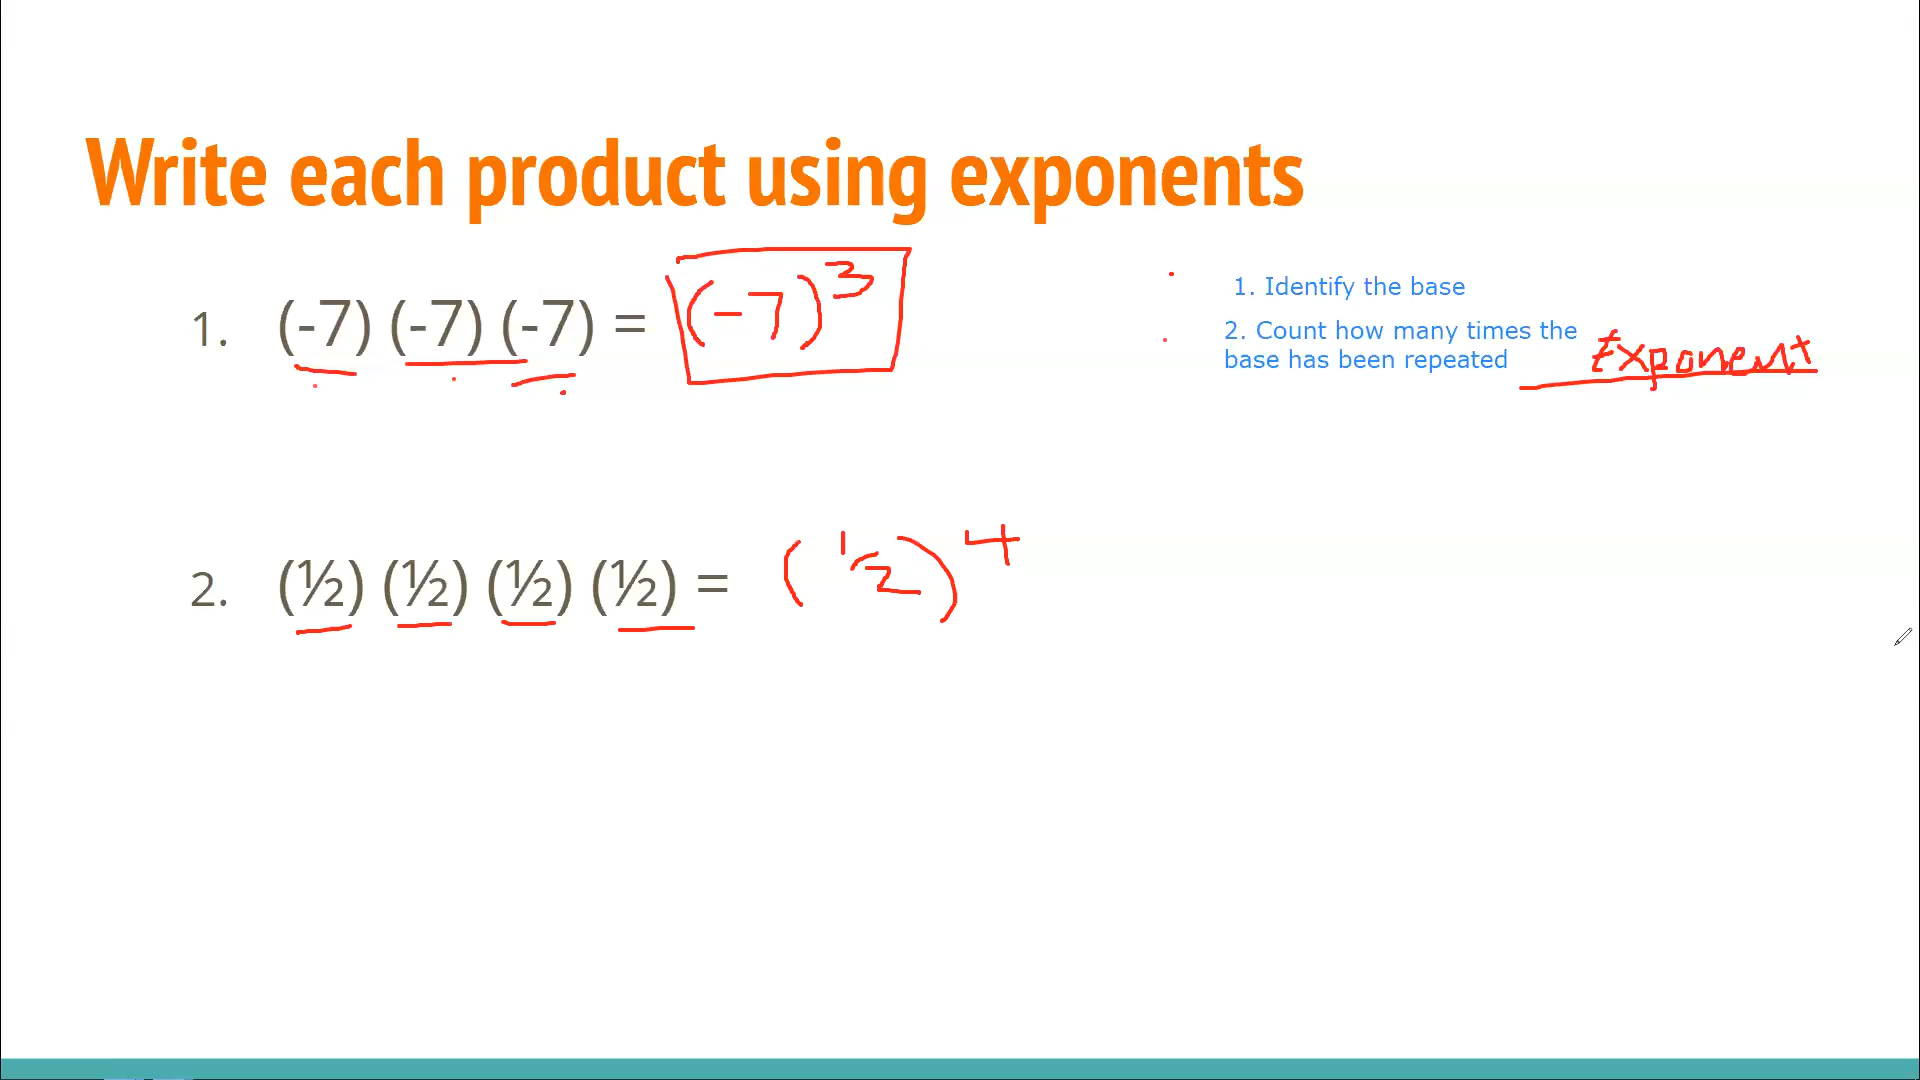 Write each product using exponents
1. (-7) (-7) (-7) = (-7)³
1. Identify the base
2. Count how many times the
base has been repeated Exponent
2. (½) (½) (½) (½) = (½)⁴